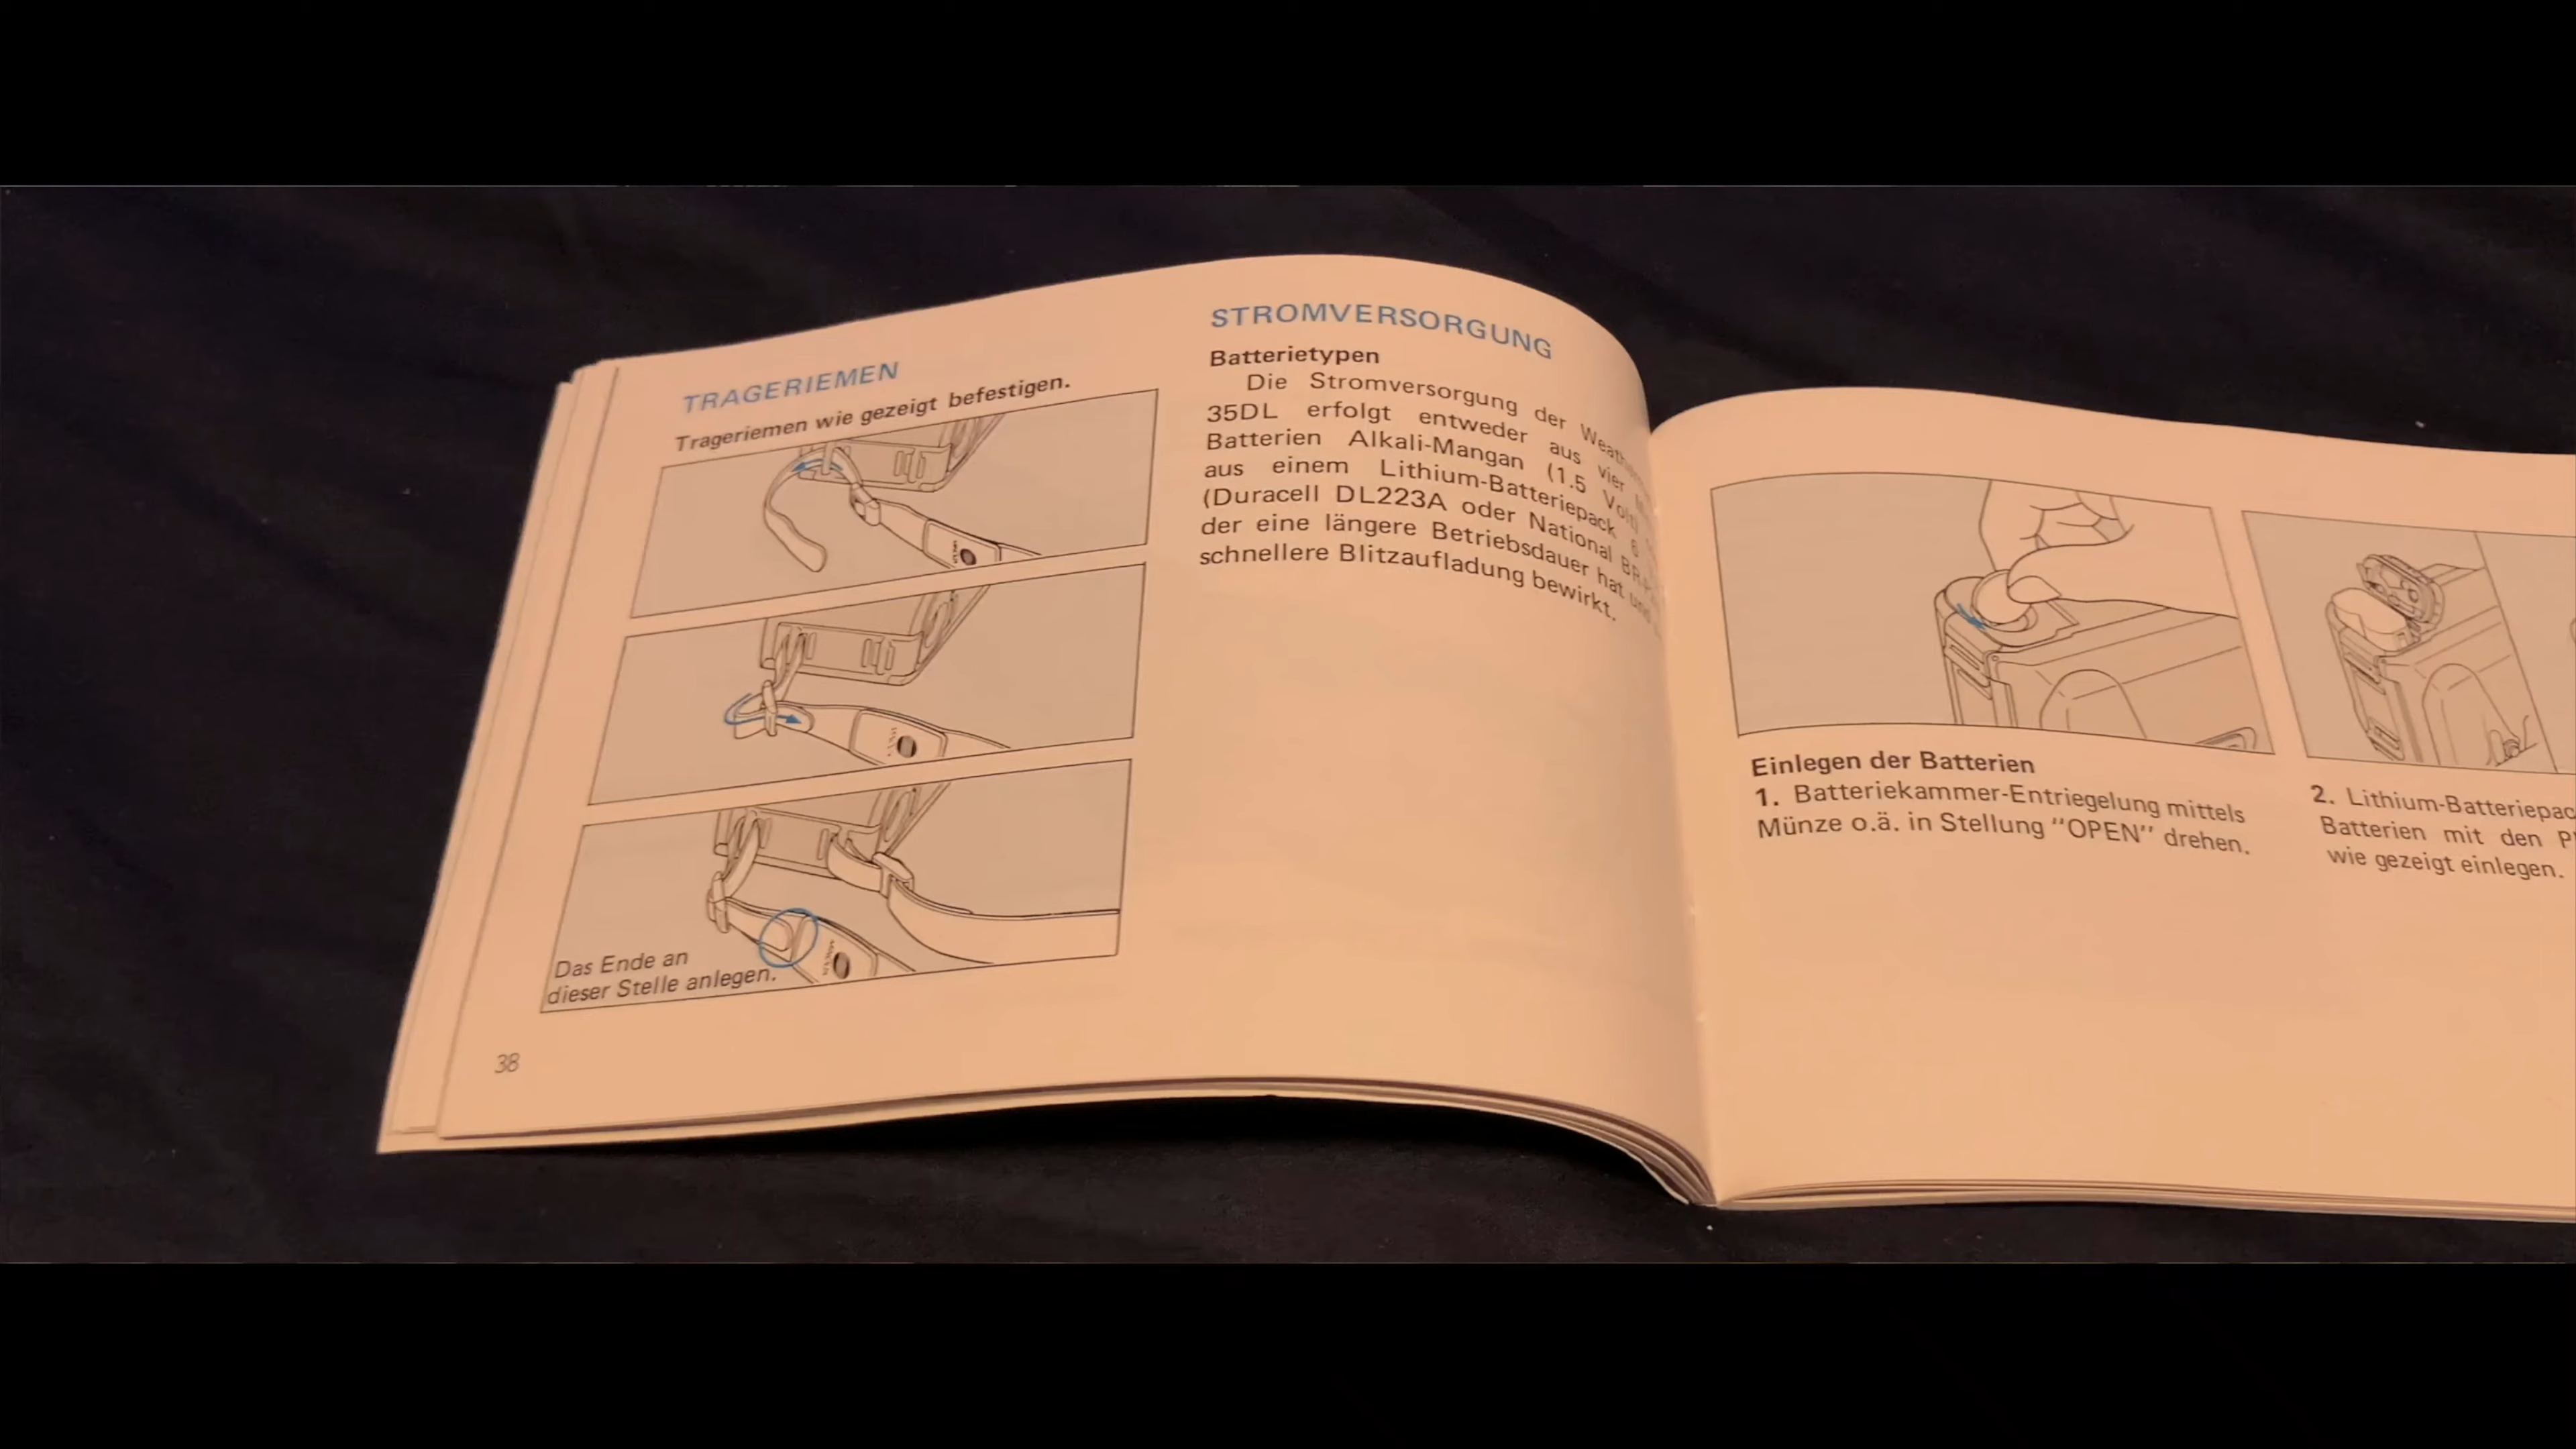 TRAGERIEMEN
Trageriemen wie gezeigt befestigen.
Das Ende an
dieser Stelle anlegen.
38
STROMVERSORGUNG
Batterietypen
Die Stromversorgung der
35DL erfolgt entweder aus vier
Batterien Alkali-Mangan (1.5 Volt)
aus einem Lithium-Batteriepack 6
(Duracell DL223A oder National
der eine längere Betriebsdauer hat und
schnellere Blitzaufladung bewirkt.
Einlegen der Batterien
1. Batteriekammer-Entriegelung mittels
Münze o.ä. in Stellung "OPEN" drehen.
2.
Batterien mit den
wie gezeigt einlegen.